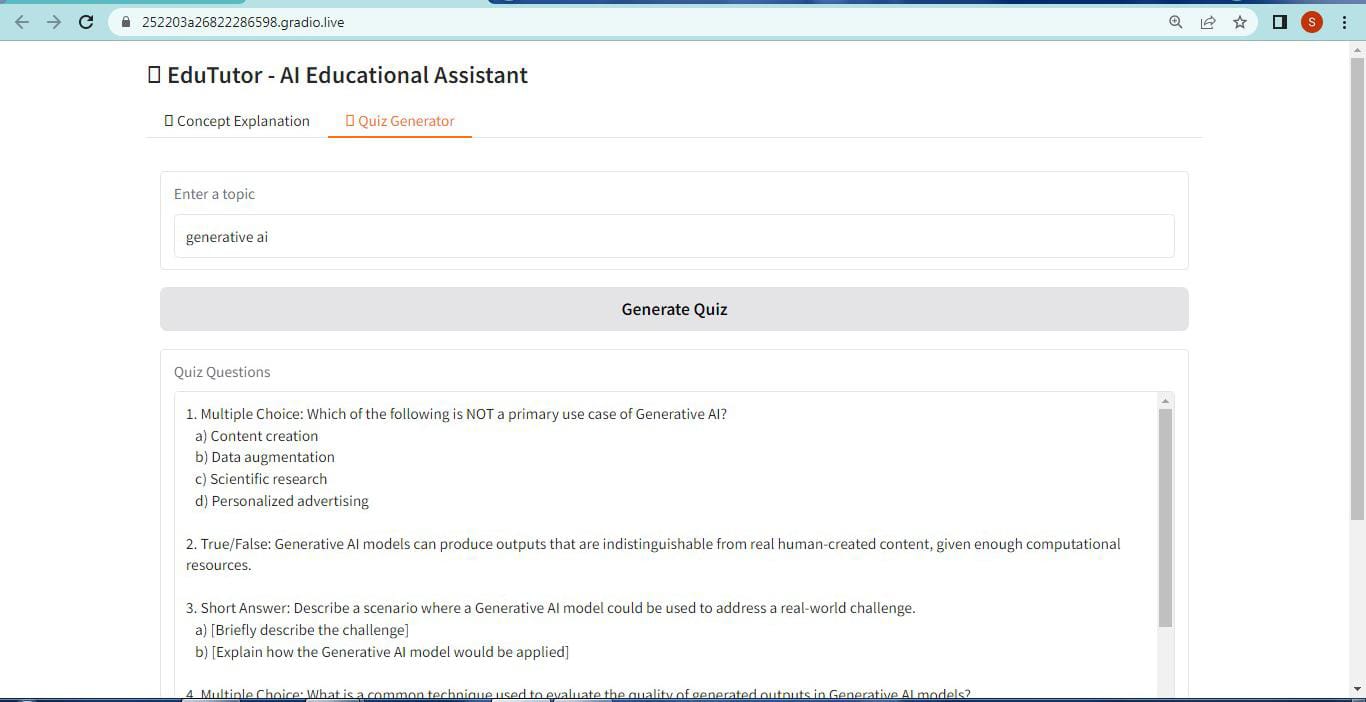 252203a26822286598.gradio.live
S
EduTutor - AI Educational Assistant
Concept Explanation
Quiz Generator
Enter a topic
generative ai
Generate Quiz
Quiz Questions
1. Multiple Choice: Which of the following is NOT a primary use case of Generative AI?
a) Content creation
b) Data augmentation
c) Scientific research
d) Personalized advertising
2. True/False: Generative AI models can produce outputs that are indistinguishable from real human-created content, given enough computational
resources.
3. Short Answer: Describe a scenario where a Generative AI model could be used to address a real-world challenge.
a) [Briefly describe the challenge]
b) [Explain how the Generative AI model would be applied]
4. Multiple Choice: What is a common technique used to evaluate the quality of generated outputs in Generative AI models?